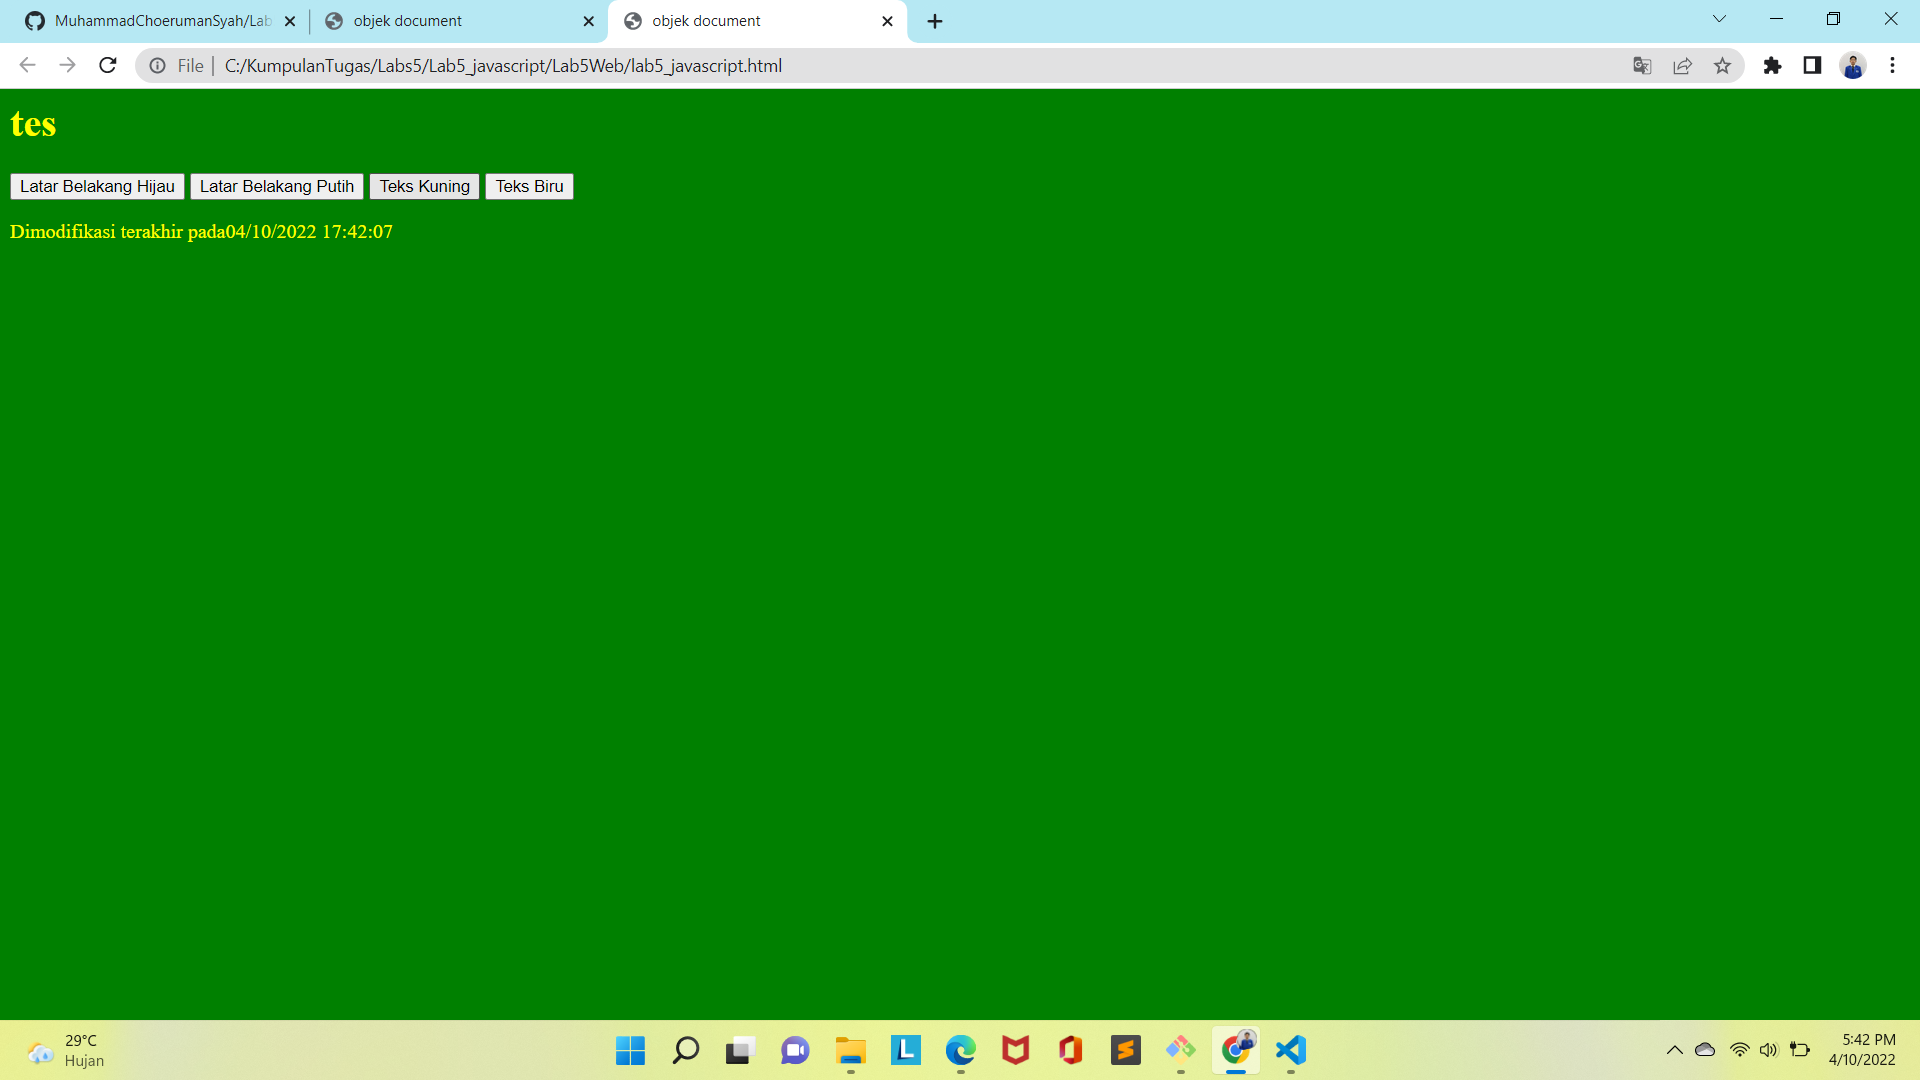 MuhammadChoerumanSyah/Lab
objek document
objek document
File
C:/KumpulanTugas/Labs5/Lab5_javascript/Lab5Web/lab5_javascript.html
tes
Latar Belakang Hijau
Latar Belakang Putih
Teks Kuning
Teks Biru
Dimodifikasi terakhir pada04/10/2022 17:42:07
29°C
Hujan
5:42 PM
4/10/2022